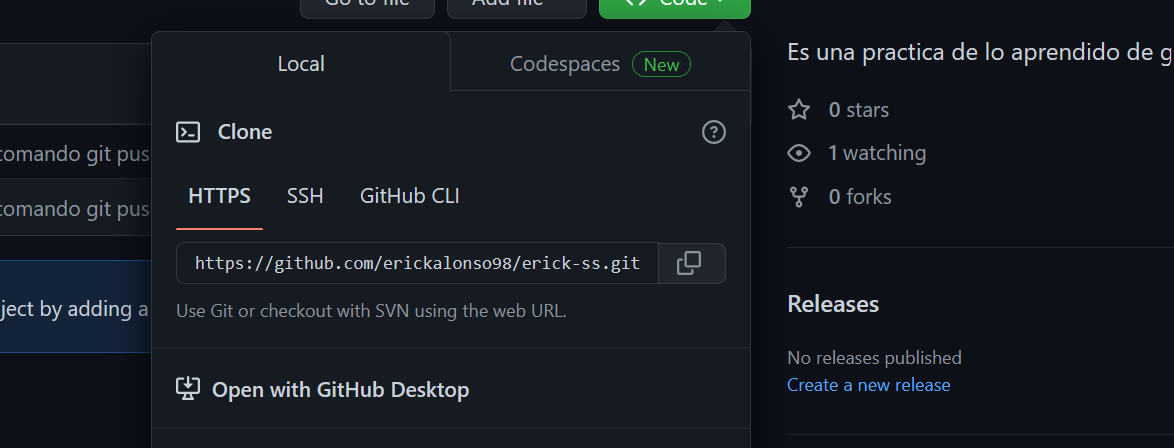 Go to file
Add file
Code
Local
Codespaces New
Clone
HTTPS SSH GitHub CLI
https://github.com/erickalonso98/erick-ss.git
Use Git or checkout with SVN using the web URL.
Open with GitHub Desktop
comando git pus
comando git pus
ject by adding a
Es una practica de lo aprendido de g
0 stars
1 watching
0 forks
Releases
No releases published
Create a new release